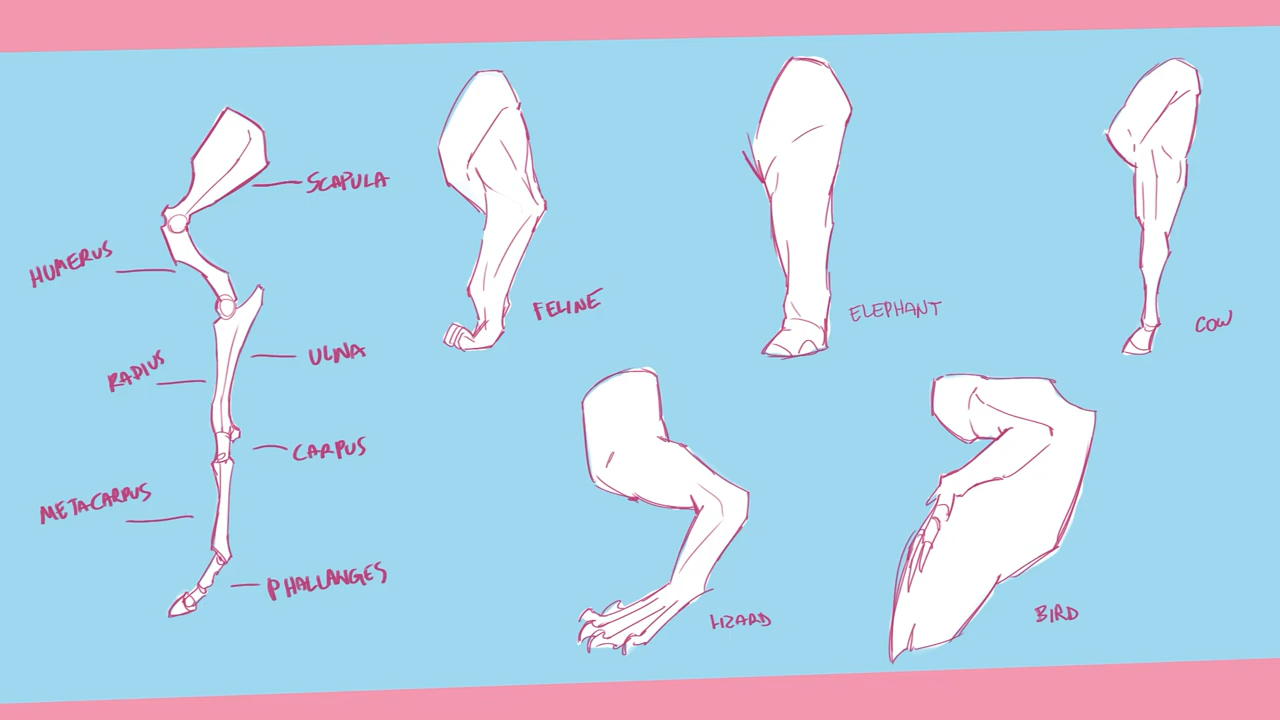 SCAPULA
HUMERUS
ULNA
RADIUS
CARPUS
METACARPUS
PHALLANGES
FELINE
ELEPHANT
COW
LIZARD
BIRD